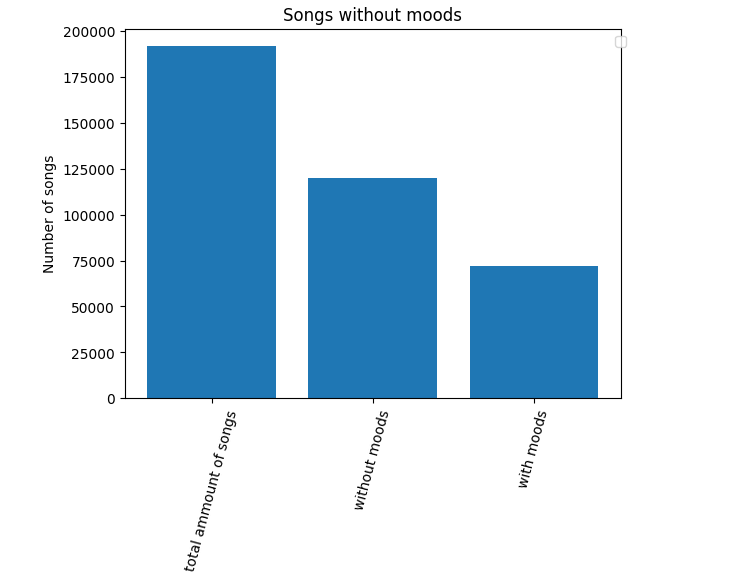 Songs without moods
200000
175000
150000
125000
100000
75000
50000
25000
0
Number of songs
total ammount of songs
without moods
with moods